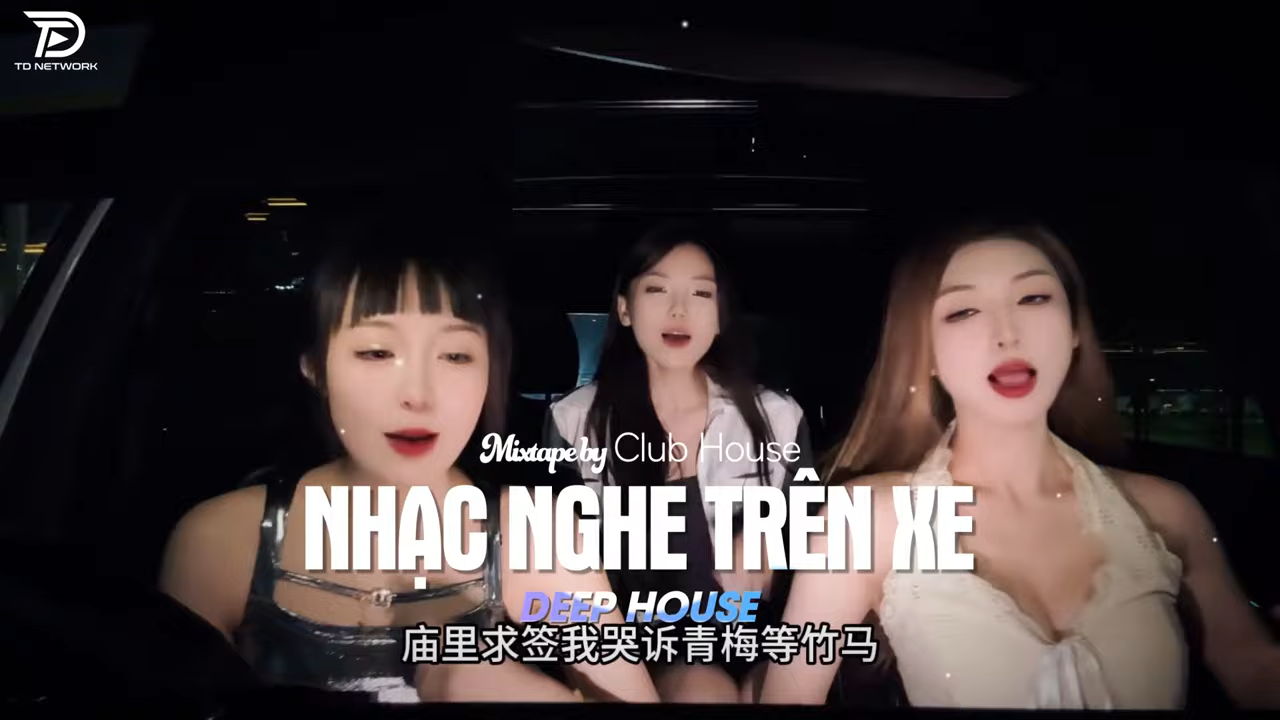 TD NETWORK
Mixtape by Club House
NHẠC NGHE TRÊN XE
DEEP HOUSE
庙里求签我哭诉青梅等竹马